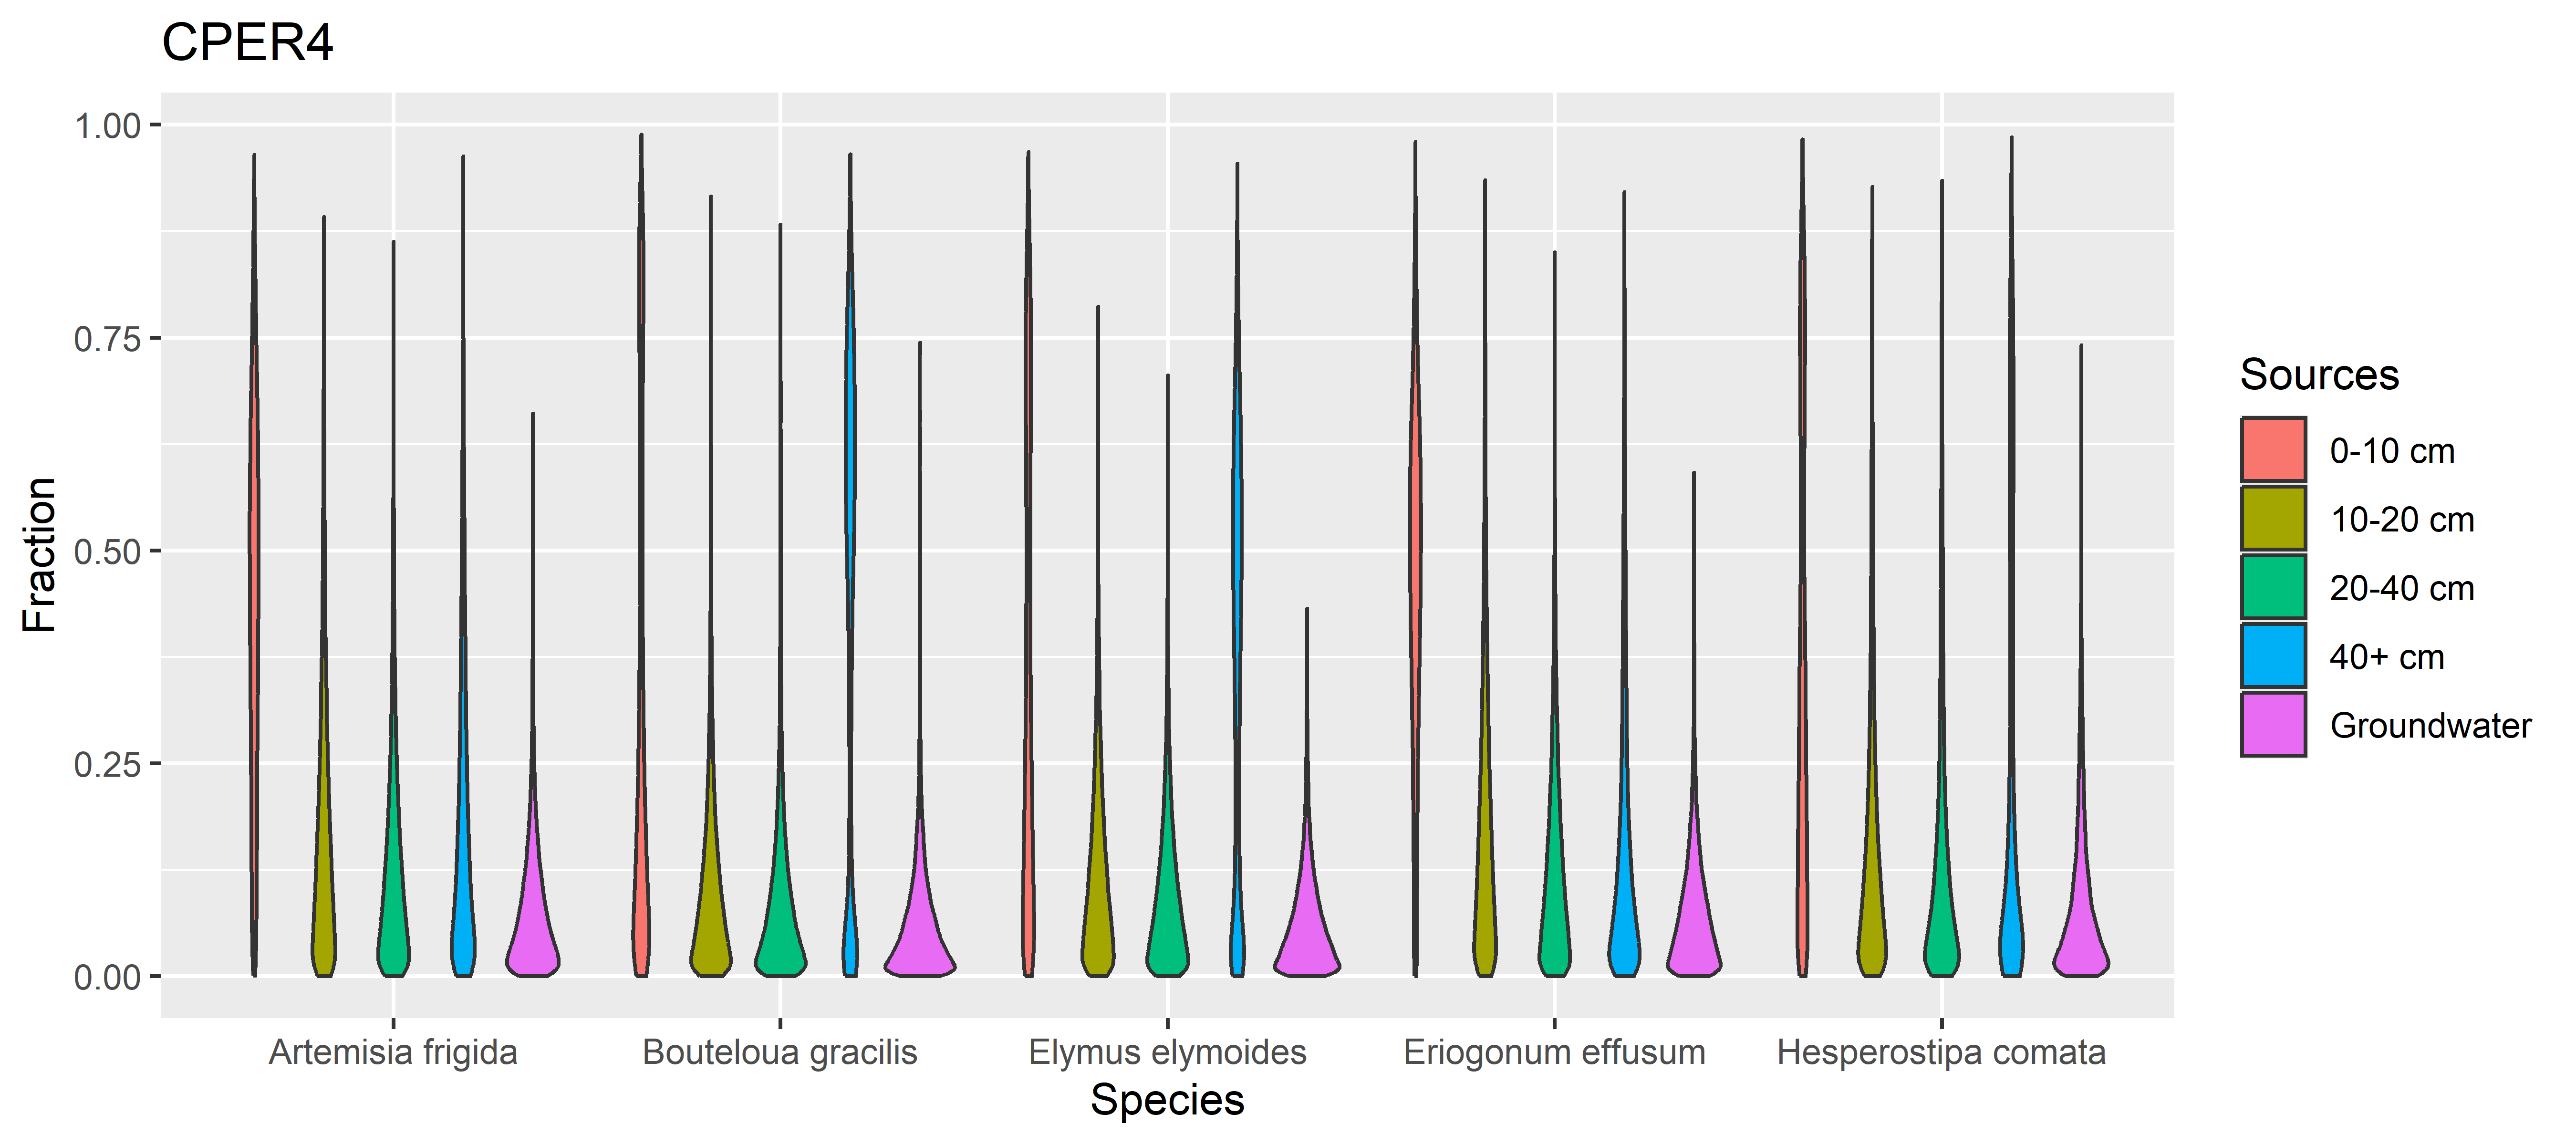 CPER4
1.00
0.75
0.50
0.25
0.00
Fraction
Artemisia frigida
Bouteloua gracilis
Elymus elymoides
Eriogonum effusum
Hesperostipa comata
Species
Sources
0-10 cm
10-20 cm
20-40 cm
40+ cm
Groundwater